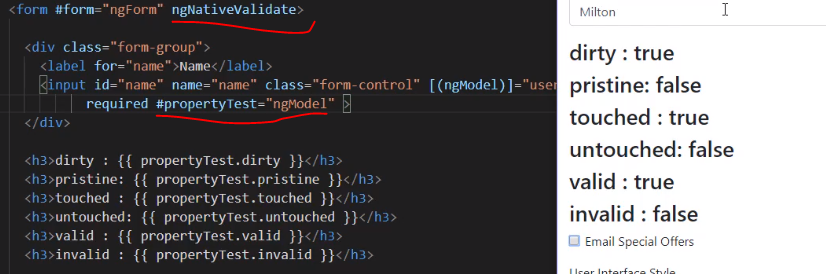 <form #form="ngForm" ngNativeValidate>
<div class="form-group">
<label for="name">Name</label>
<input id="name" name="name" class="form-control" [(ngModel)]="user
required #propertyTest="ngModel" >
</div>
<h3>dirty : {{ propertyTest.dirty }}</h3>
<h3>pristine: {{ propertyTest.pristine }}</h3>
<h3>touched : {{ propertyTest.touched }}</h3>
<h3>untouched: {{ propertyTest.untouched }}</h3>
<h3>valid : {{ propertyTest.valid }}</h3>
<h3>invalid : {{ propertyTest.invalid }}</h3>
Milton
dirty : true
pristine: false
touched : true
untouched: false
valid : true
invalid : false
Email Special Offers
User Interface Style